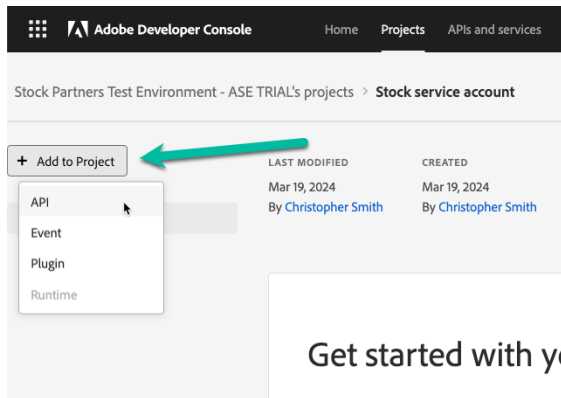 Adobe Developer Console Home Projects APIs and services
Stock Partners Test Environment - ASE TRIAL's projects > Stock service account
+ Add to Project
LAST MODIFIED CREATED
Mar 19, 2024 Mar 19, 2024
By Christopher Smith By Christopher Smith
API
Event
Plugin
Runtime
Get started with